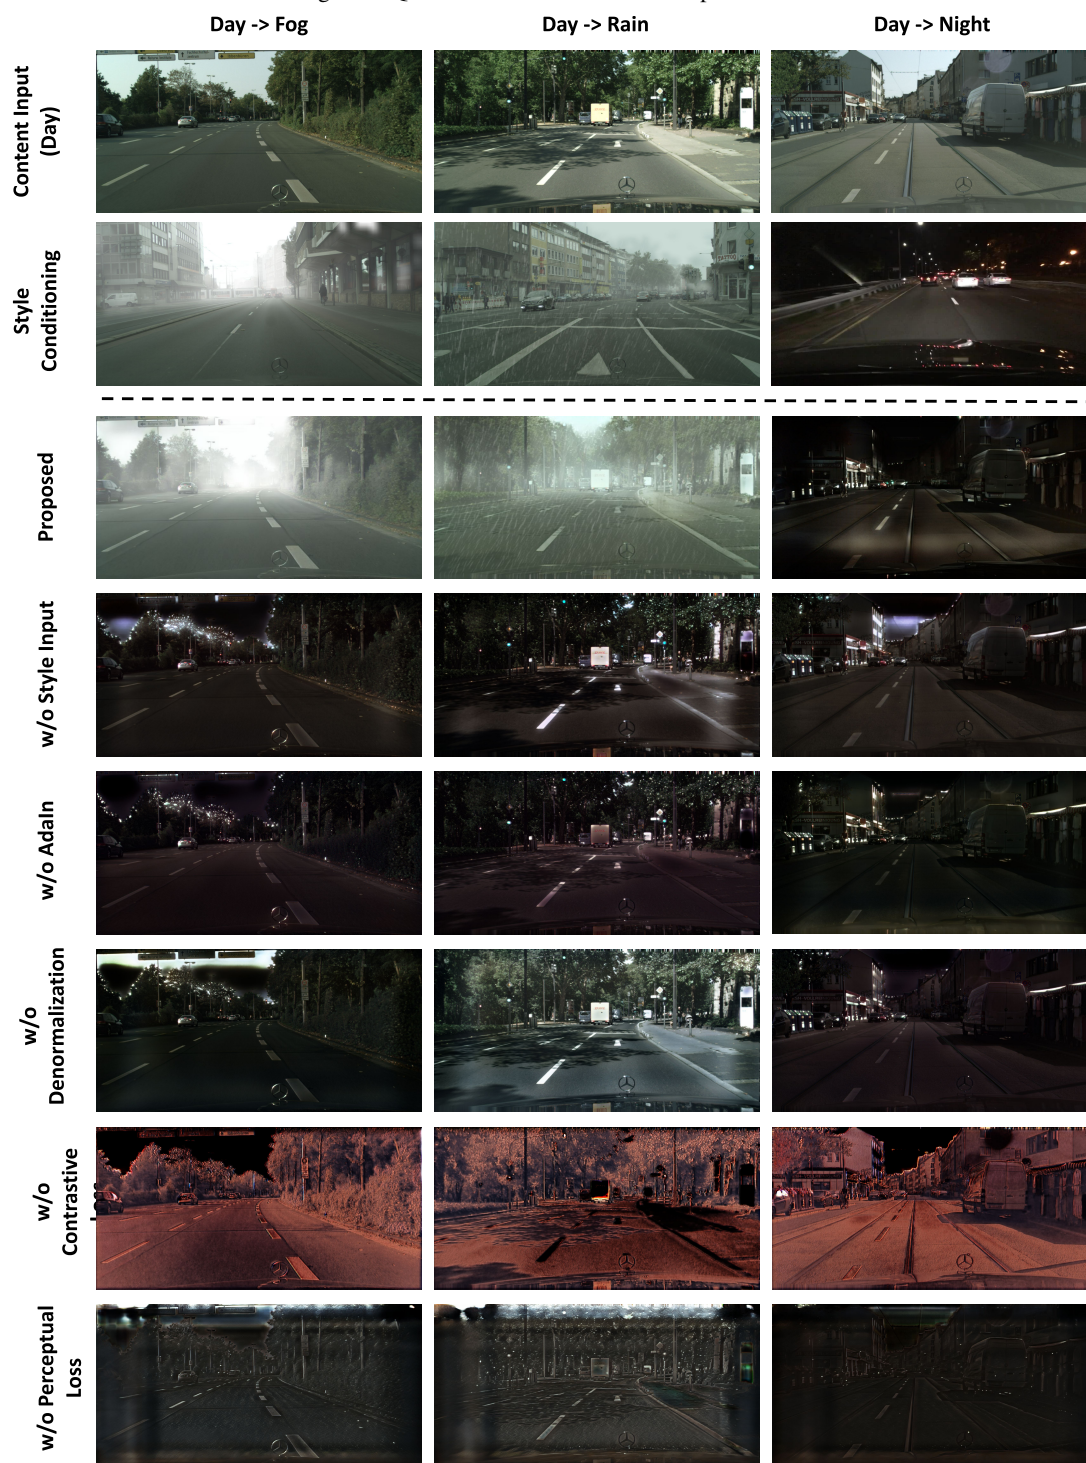 Day -> Fog
Day -> Rain
Day -> Night
Content Input
(Day)
Style
Conditioning
Proposed
w/o Style Input
w/o AdaIn
w/o
Denormalization
w/o
Contrastive
w/o Perceptual
Loss